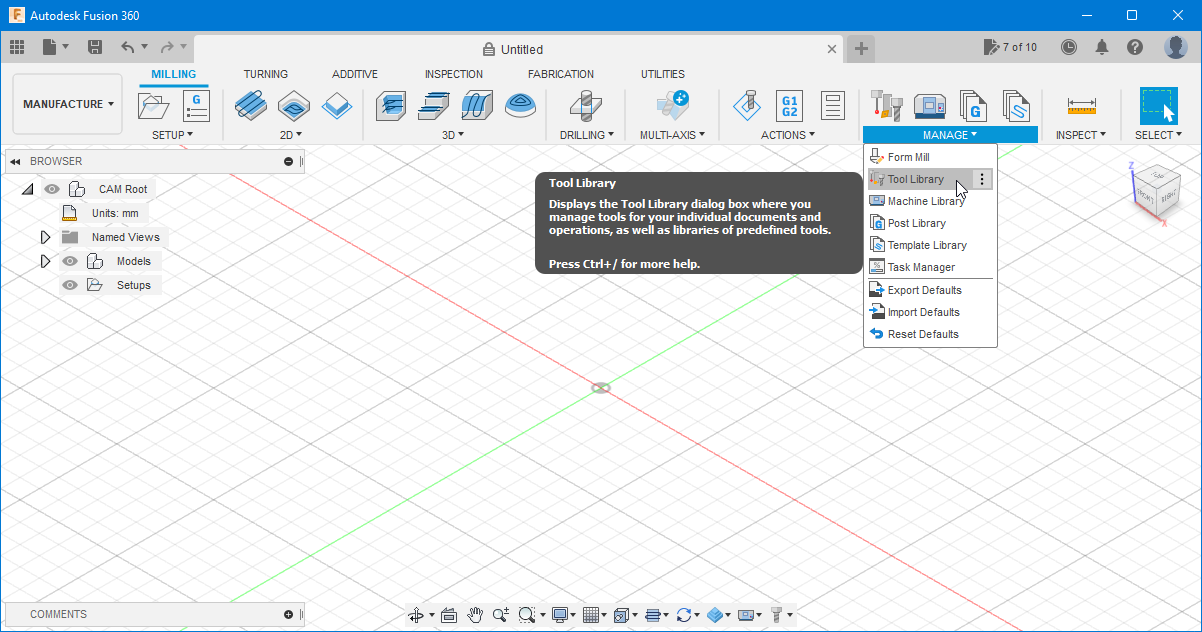 Autodesk Fusion 360
Untitled
7 of 10
MILLING TURNING ADDITIVE INSPECTION FABRICATION UTILITIES
MANUFACTURE
G
G1
G2
G
SETUP 2D 3D DRILLING MULTI-AXIS ACTIONS MANAGE INSPECT SELECT
BROWSER
CAM Root
Units: mm
Named Views
Models
Setups
Form Mill
Tool Library
Machine Library
Post Library
Template Library
Task Manager
Export Defaults
Import Defaults
Reset Defaults
Tool Library
Displays the Tool Library dialog box where you
manage tools for your individual documents and
operations, as well as libraries of predefined tools.
Press Ctrl+/ for more help.
Z
TOP
FRONT
RIGHT
X
COMMENTS